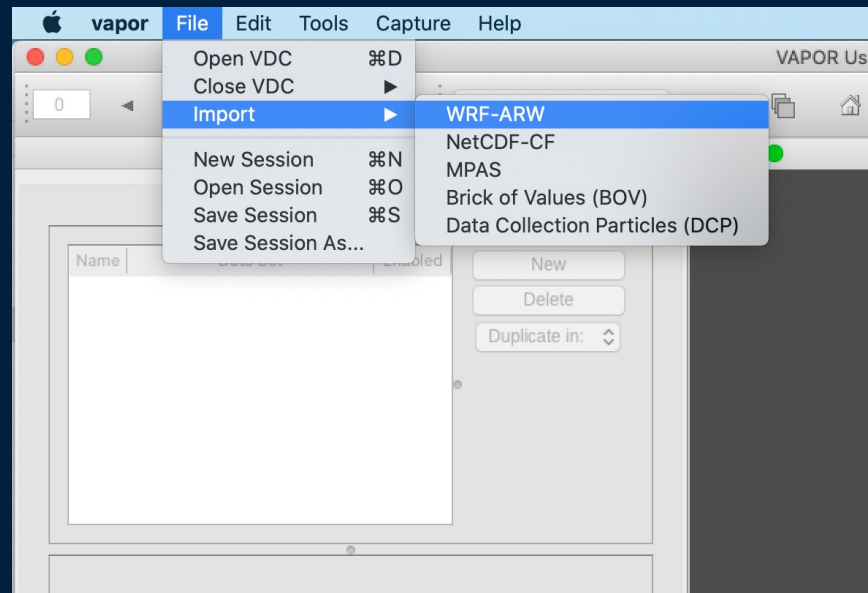 vapor File Edit Tools Capture Help
VAPOR Us
0
Open VDC ⌘D
Close VDC ▶
Import ▶
New Session ⌘N
Open Session ⌘O
Save Session ⌘S
Save Session As...
WRF-ARW
NetCDF-CF
MPAS
Brick of Values (BOV)
Data Collection Particles (DCP)
Name Data Set Enabled
New
Delete
Duplicate in: